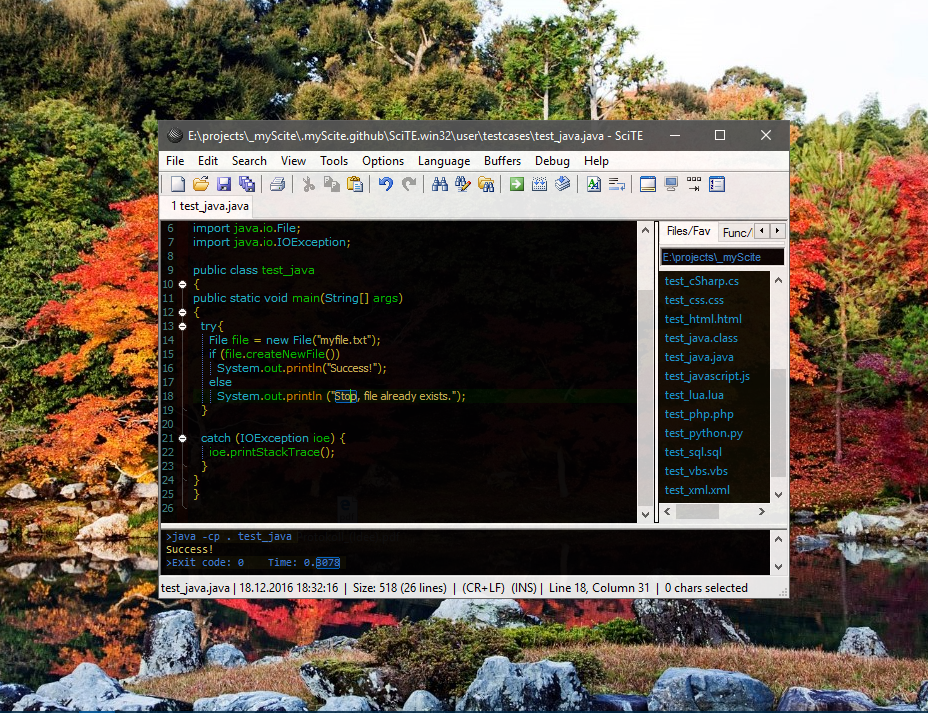 E:\projects\_myScite\.myScite.github\SciTE.win32\user\testcases\test_java.java - SciTE
File Edit Search View Tools Options Language Buffers Debug Help
1 test_java.java
6 import java.io.File;
7 import java.io.IOException;
8
9 public class test_java
10 {
11 public static void main(String[] args)
12 {
13 try{
14 File file = new File("myfile.txt");
15 if (file.createNewFile())
16 System.out.println("Success!");
17 else
18 System.out.println ("Stop, file already exists.");
19 }
20
21 catch (IOException ioe) {
22 ioe.printStackTrace();
23 }
24 }
25 }
26
Files/Fav Func/
E:\projects\_myScite
test_cSharp.cs
test_css.css
test_html.html
test_java.class
test_java.java
test_javascript.js
test_lua.lua
test_php.php
test_python.py
test_sql.sql
test_vbs.vbs
test_xml.xml
>java -cp . test_java
Success!
>Exit code: 0 Time: 0.3078
test_java.java | 18.12.2016 18:32:16 | Size: 518 (26 lines) | (CR+LF) (INS) | Line 18, Column 31 | 0 chars selected